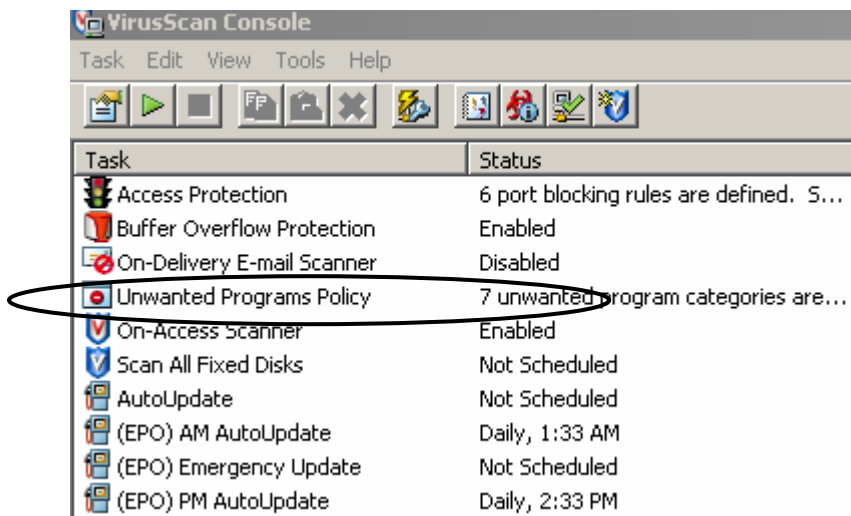 VirusScan Console
Task Edit View Tools Help
Task Status
Access Protection 6 port blocking rules are defined. S...
Buffer Overflow Protection Enabled
On-Delivery E-mail Scanner Disabled
Unwanted Programs Policy 7 unwanted program categories are...
On-Access Scanner Enabled
Scan All Fixed Disks Not Scheduled
AutoUpdate Not Scheduled
(EPO) AM AutoUpdate Daily, 1:33 AM
(EPO) Emergency Update Not Scheduled
(EPO) PM AutoUpdate Daily, 2:33 PM